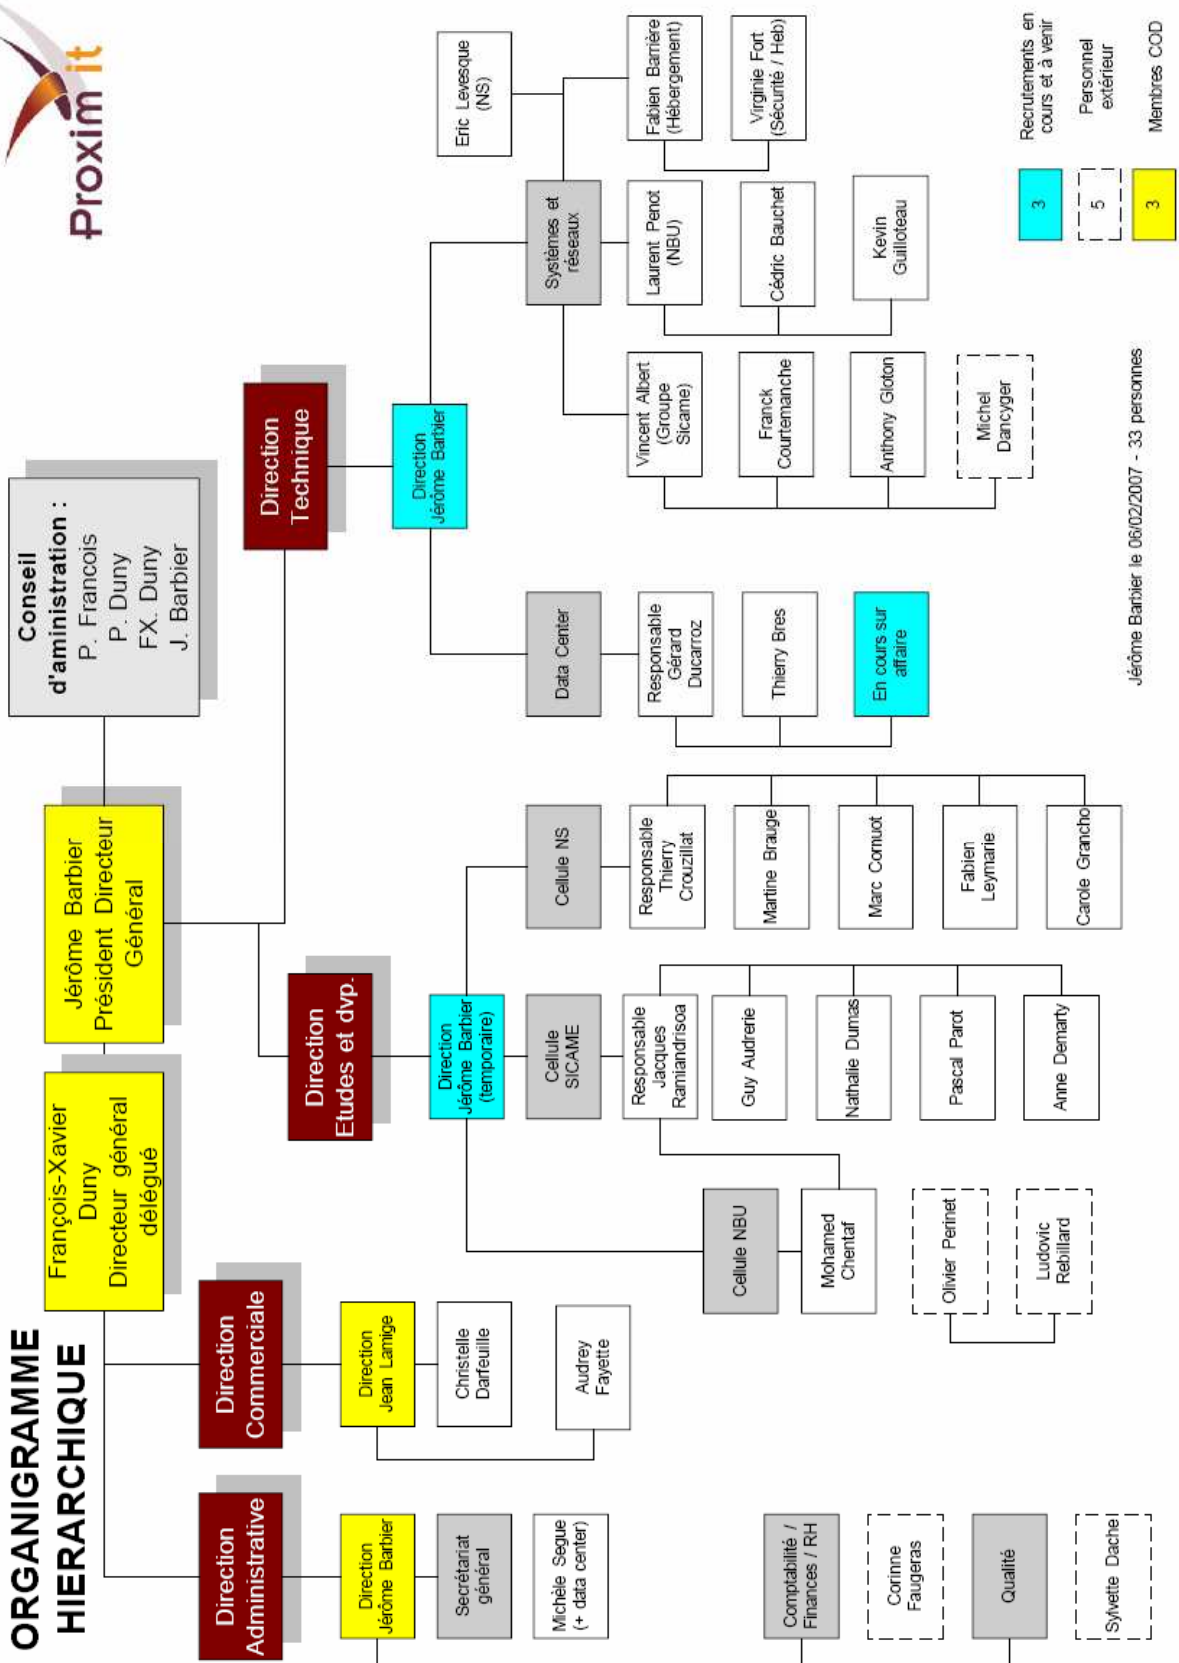 ORGANIGRAMME
HIERARCHIQUE
Proxim it
Conseil
d'aministration :
P. Francois
P. Duny
FX. Duny
J. Barbier
François-Xavier
Duny
Directeur général
délégué
Jérôme Barbier
Président Directeur
Général
Direction
Administrative
Direction
Commerciale
Direction
Etudes et dvp.
Direction
Technique
Direction
Jérôme Barbier
Secrétariat
général
Michèle Segue
(+ data center)
Comptabilité /
Finances / RH
Corinne
Faugeras
Qualité
Sylvette Dache
Direction
Jean Lamige
Christelle
Darfeuille
Audrey
Fayette
Direction
Jérôme Barbier
(temporaire)
Cellule NBU
Mohamed
Chentaf
Olivier Perinet
Ludovic
Rebillard
Cellule
SICAME
Responsable
Jacques
Ramiandrisoa
Guy Audrerie
Nathalie Dumas
Pascal Parot
Anne Demarty
Cellule NS
Responsable
Thierry
Crouzillat
Martine Brauge
Marc Cornuot
Fabien
Leymarie
Carole Grancho
Direction
Jérôme Barbier
Data Center
Responsable
Gérard
Ducarroz
Thierry Bres
En cours sur
affaire
Systèmes et
réseaux
Eric Levesque
(NS)
Vincent Albert
(Groupe
Sicame)
Franck
Courtemanche
Anthony Gloton
Michel
Dancyger
Laurent Penot
(NBU)
Cédric Bauchet
Kevin
Guilloteau
Fabien Barrière
(Hébergement)
Virginie Fort
(Sécurité / Heb)
3
Recrutements en
cours et à venir
5
Personnel
extérieur
3
Membres COD
Jérôme Barbier le 06/02/2007 - 33 personnes